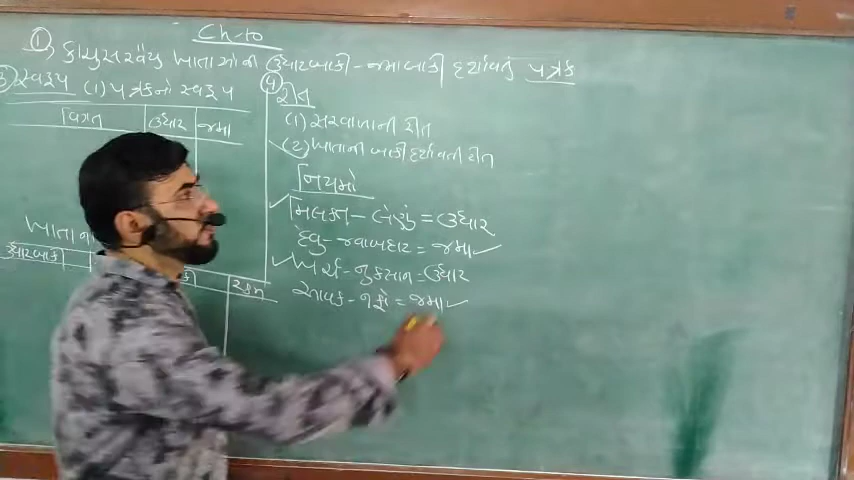 Ch-10
① કાચુસરવૈયુ ખાતાઓની ઉધારબાકી-જમાબાકી દર્શાવતું પત્રક
③ સ્વરૂપ (1) પત્રકનો સ્વરૂપ
વિગત ઉધાર જમા
ખાતાના
ઉધારબાકી
રકમ
④ રીત
(1) સરવાળાની રીત
(2) ખાતાની બાકી દર્શાવતી રીત
નિયમો
મિલકત - લેણું = ઉધાર
દેવુ - જવાબદાર = જમા
ખર્ચ - નુકસાન = ઉધાર
આવક - નફો = જમા